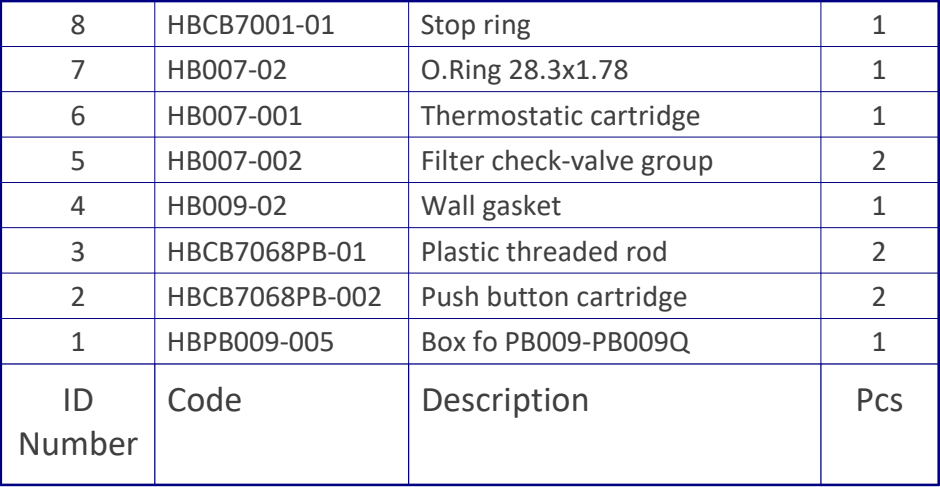 8 HBCB7001-01 Stop ring 1
7 HB007-02 O.Ring 28.3x1.78 1
6 HB007-001 Thermostatic cartridge 1
5 HB007-002 Filter check-valve group 2
4 HB009-02 Wall gasket 1
3 HBCB7068PB-01 Plastic threaded rod 2
2 HBCB7068PB-002 Push button cartridge 2
1 HBPB009-005 Box fo PB009-PB009Q 1
ID Code Description Pcs
Number